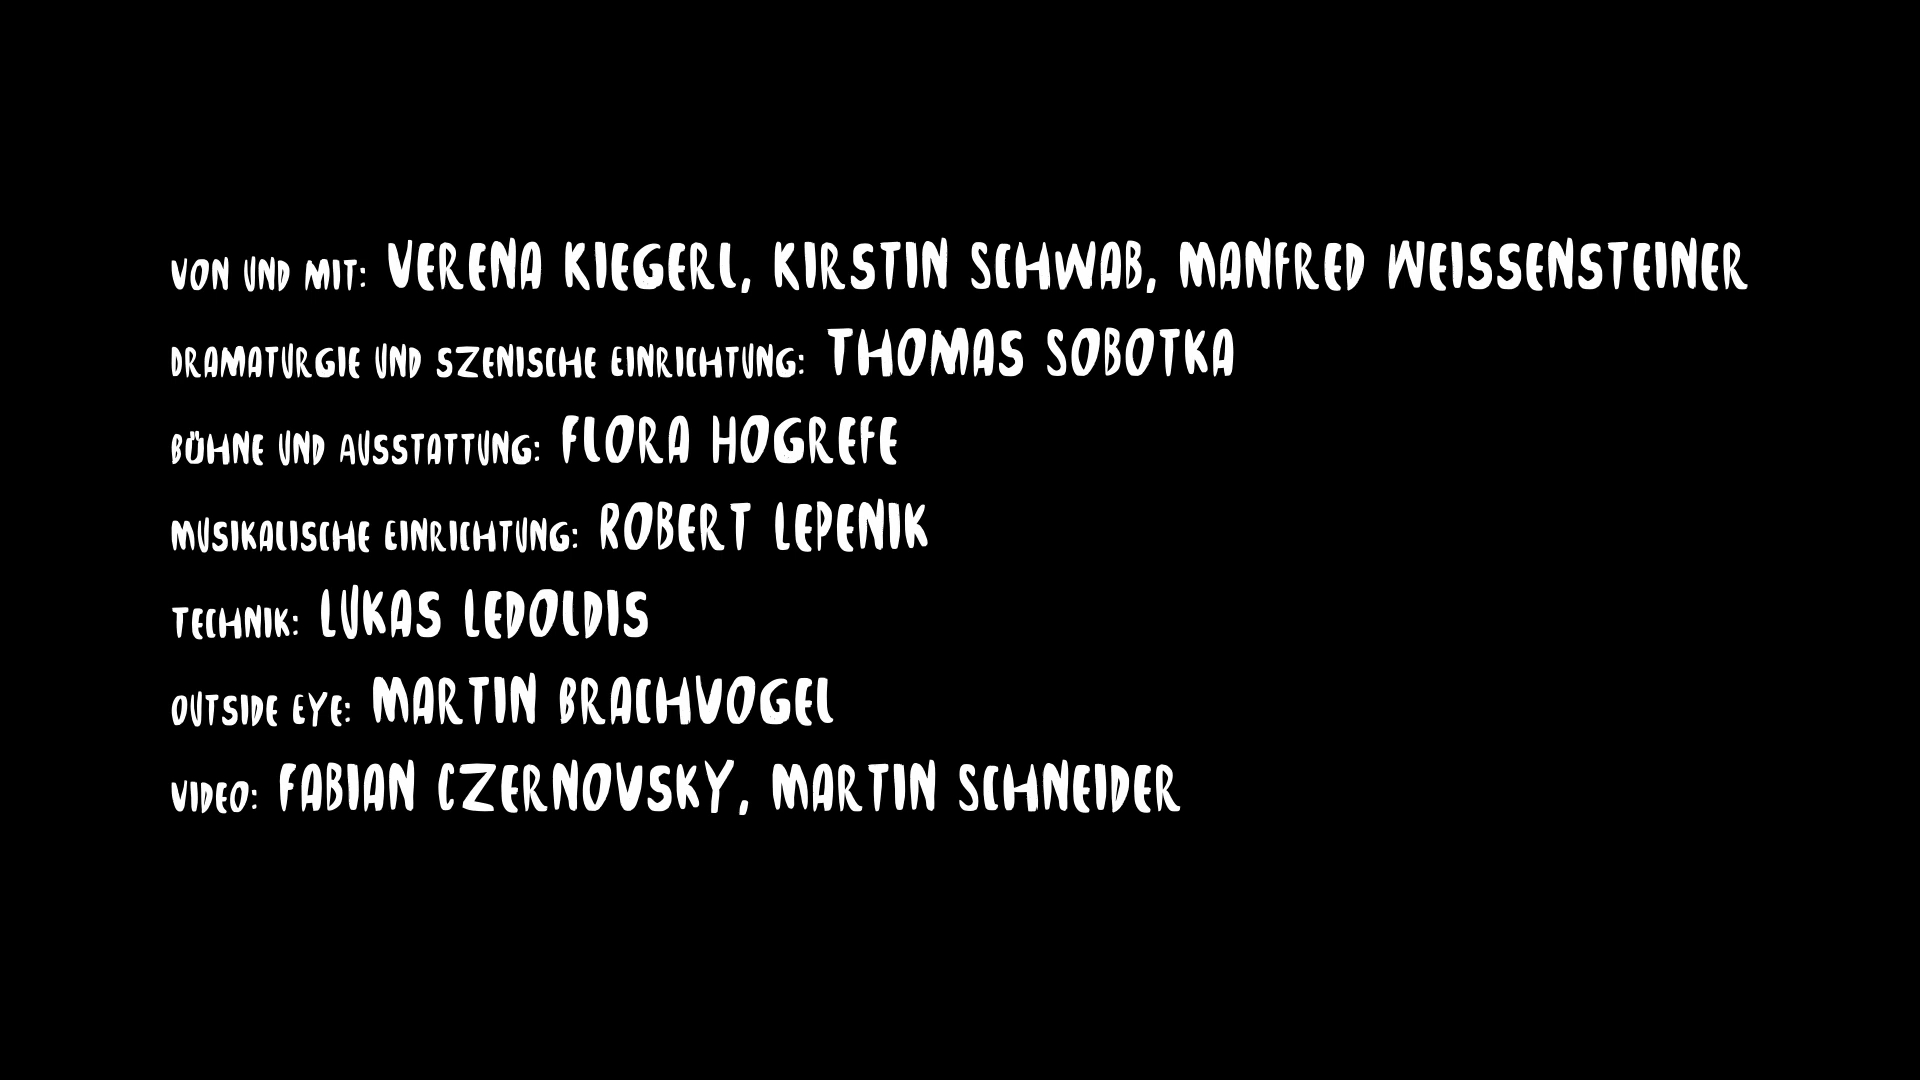 VON UND MIT: VERENA KIEGERL, KIRSTIN SCHWAB, MANFRED WEISSENSTEINER
DRAMATURGIE UND SZENISCHE EINRICHTUNG: THOMAS SOBOTKA
BÜHNE UND AUSSTATTUNG: FLORA HOGREFE
MUSIKALISCHE EINRICHTUNG: ROBERT LEPENIK
TECHNIK: LUKAS LEDOLDIS
OUTSIDE EYE: MARTIN BRACHVOGEL
VIDEO: FABIAN CZERNOVSKY, MARTIN SCHNEIDER